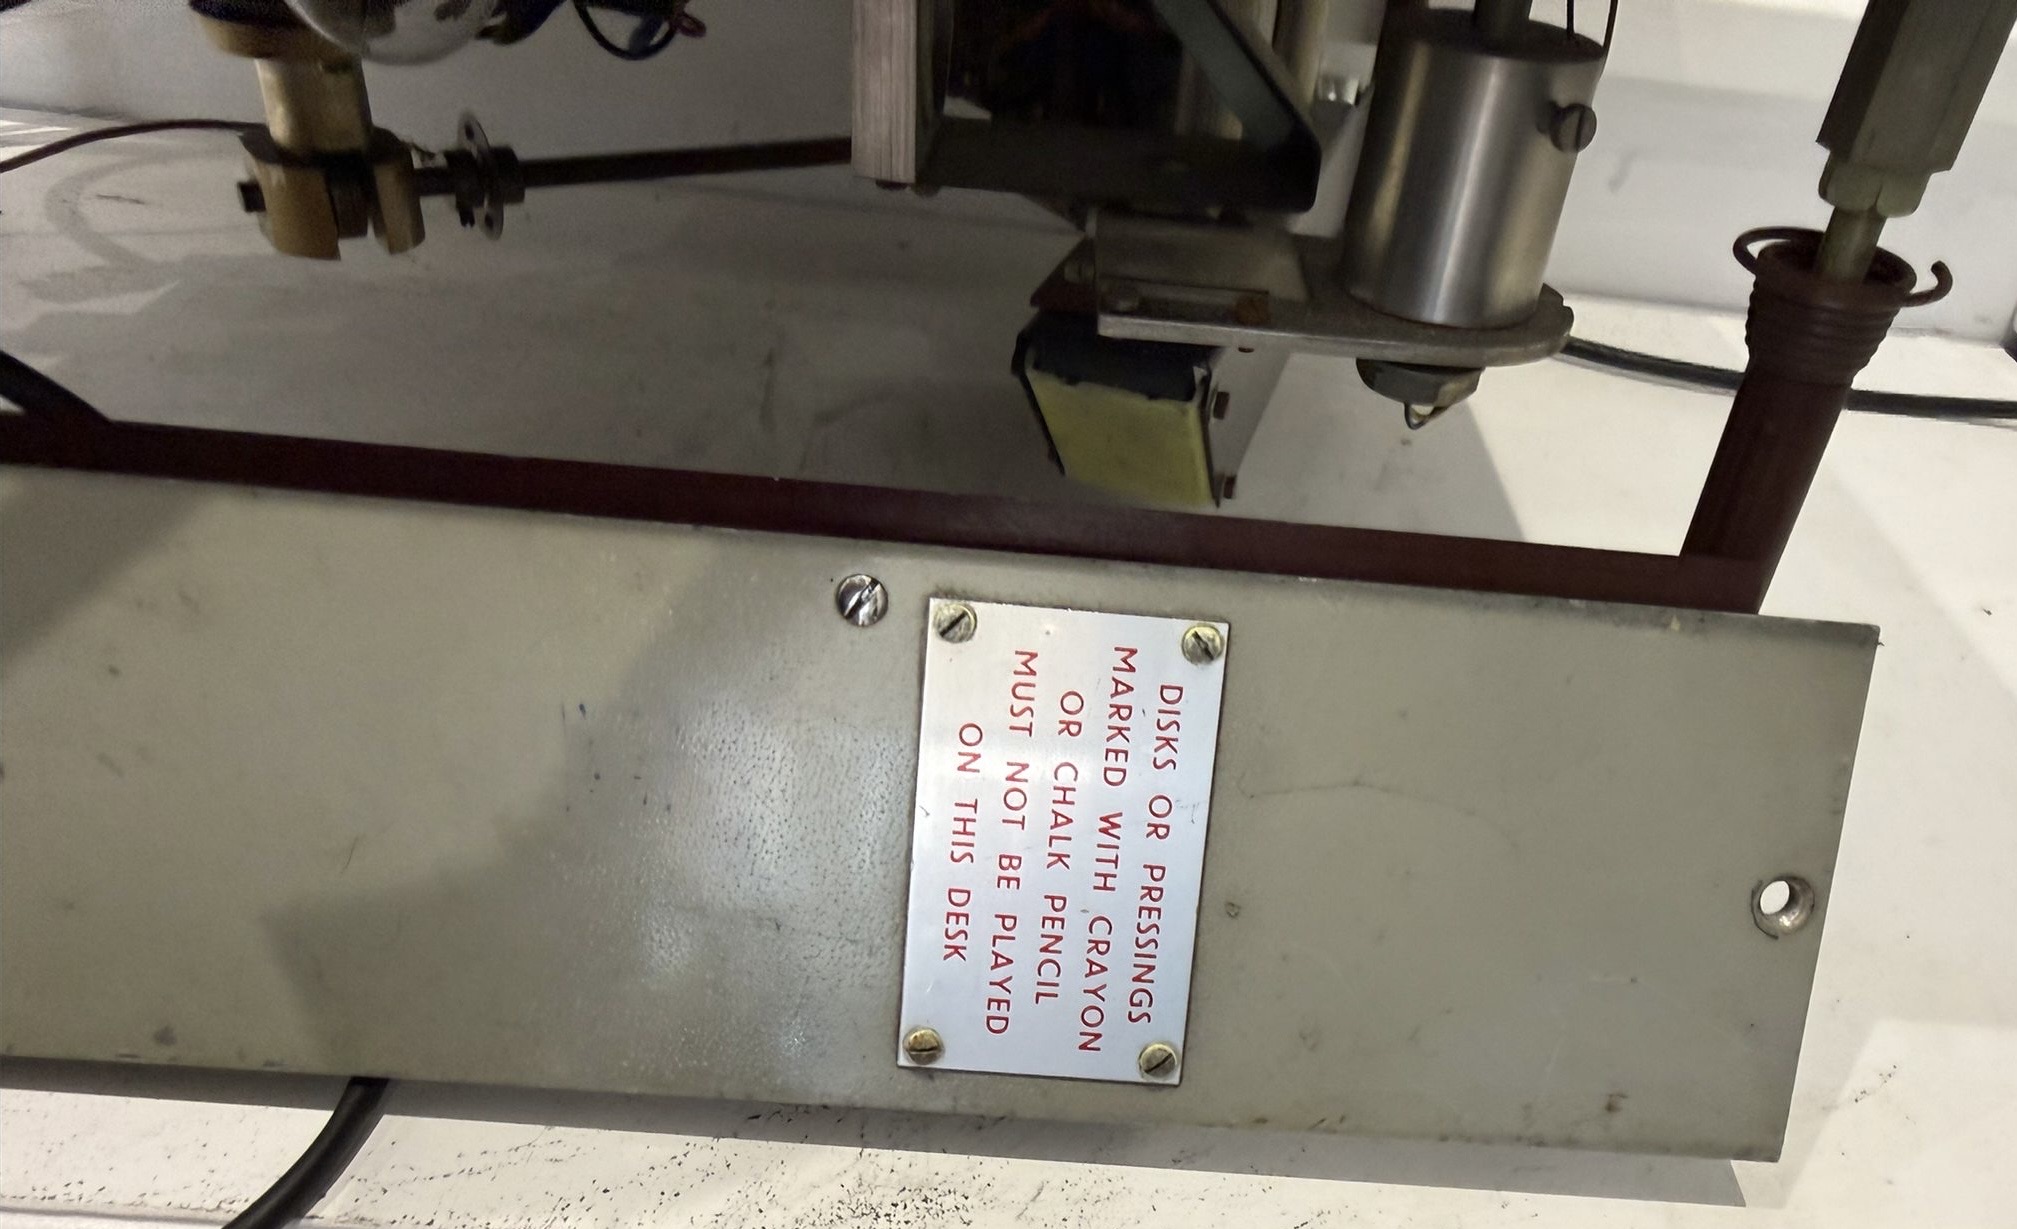 DISKS OR PRESSINGS
MARKED WITH CRAYON
OR CHALK PENCIL
MUST NOT BE PLAYED
ON THIS DESK